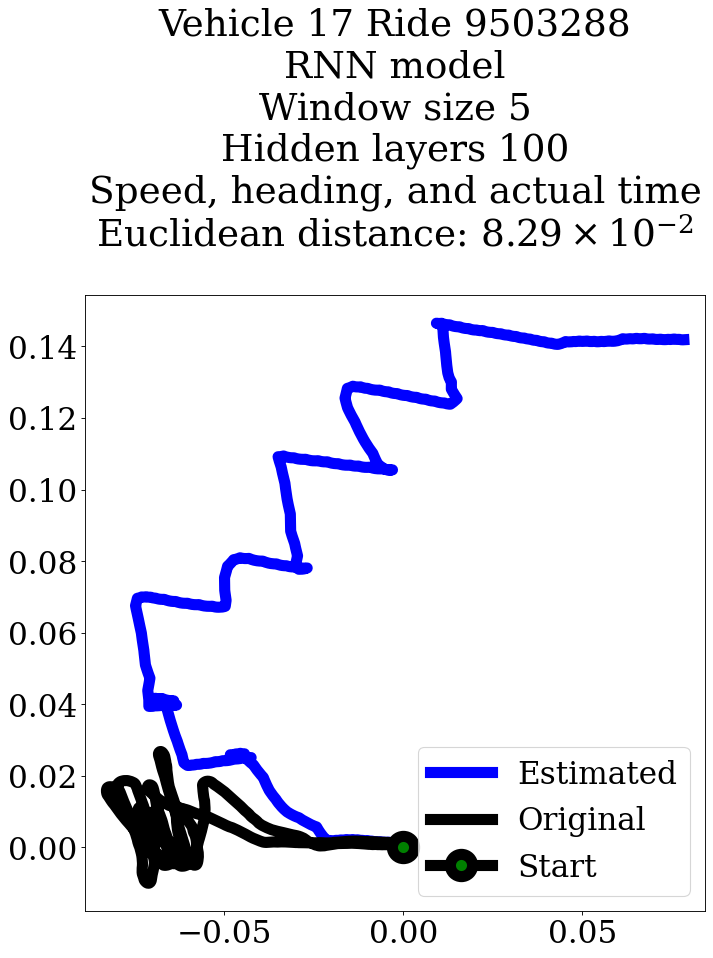 Vehicle 17 Ride 9503288
RNN model
Window size 5
Hidden layers 100
Speed, heading, and actual time
Euclidean distance: 8.29 × 10⁻²
0.14
0.12
0.10
0.08
0.06
0.04
0.02
0.00
Estimated
Original
Start
−0.05
0.00
0.05